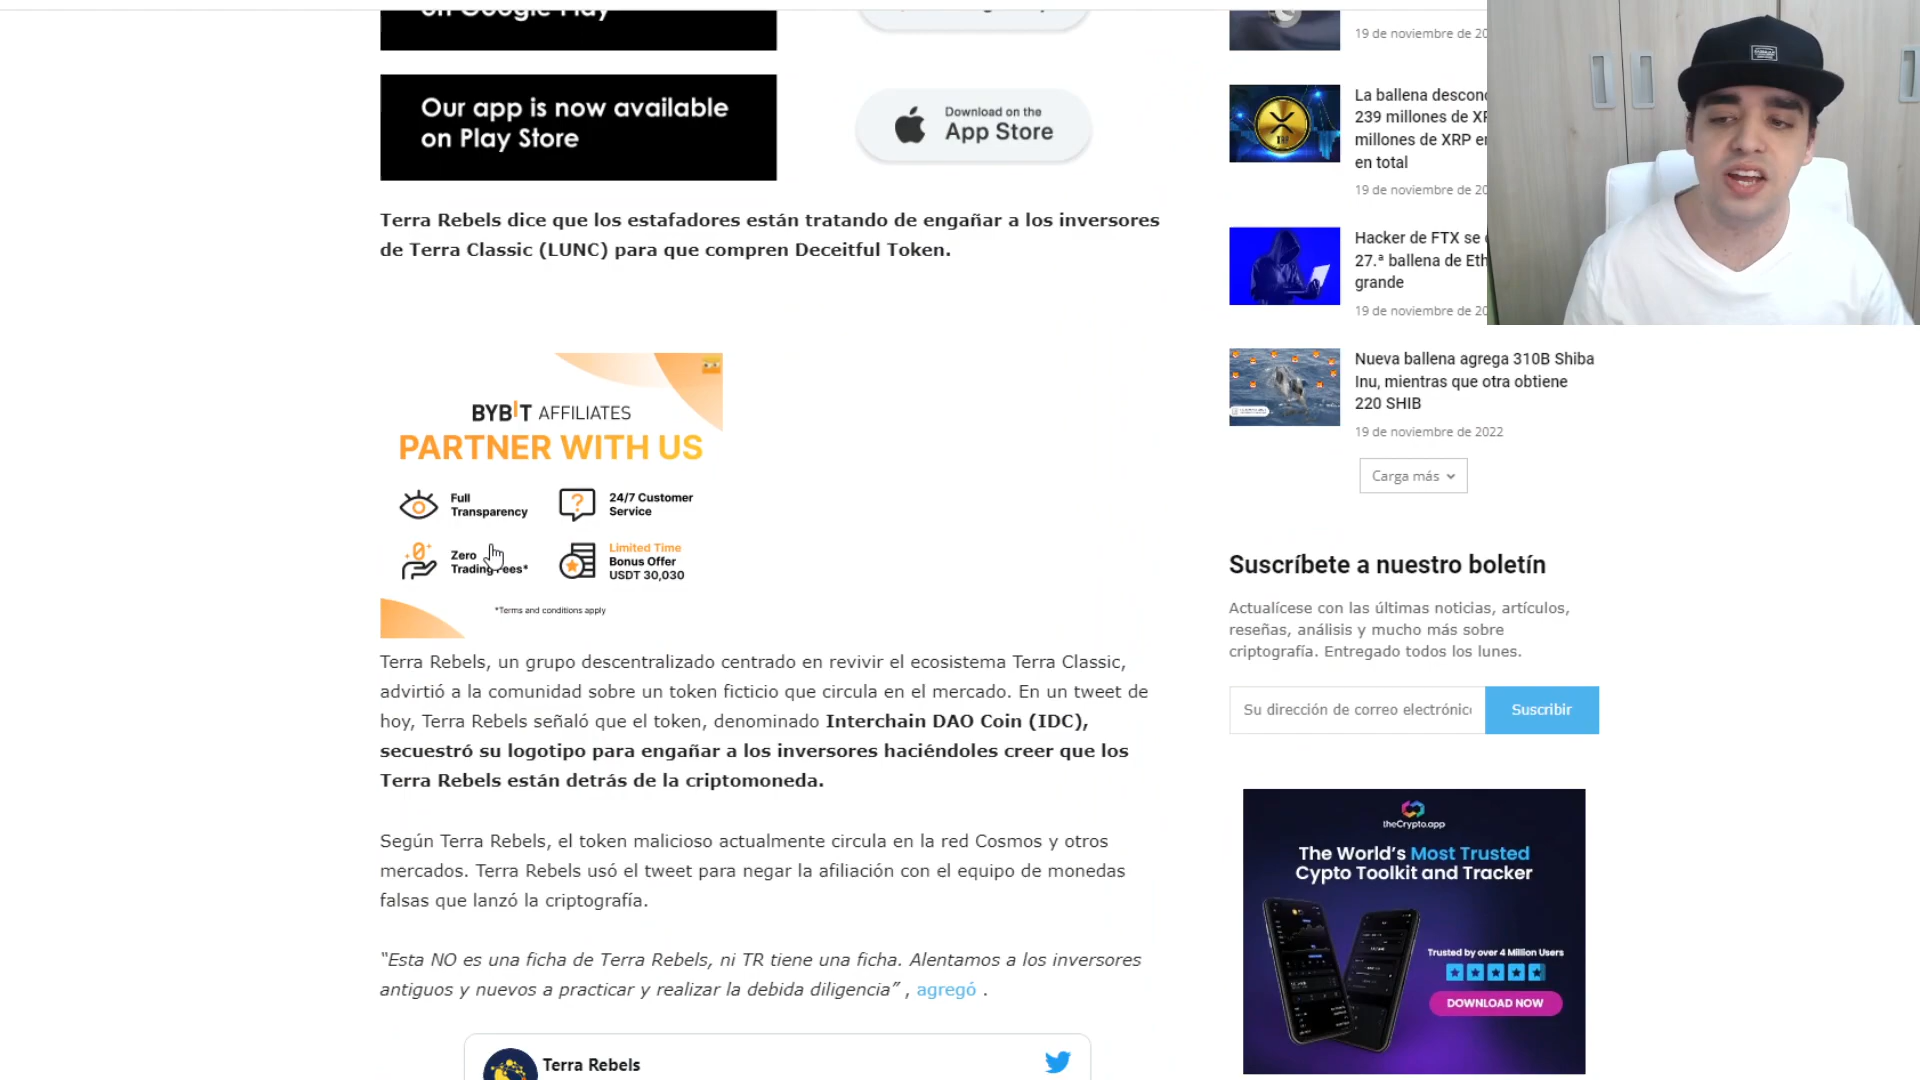 on Google Play
Our app is now available
on Play Store
Download on the
App Store
Terra Rebels dice que los estafadores están tratando de engañar a los inversores
de Terra Classic (LUNC) para que compren Deceitful Token.
BYBIT AFFILIATES
PARTNER WITH US
Full
Transparency
24/7 Customer
Service
Zero
Trading Fees*
Limited Time
Bonus Offer
USDT 30,030
*Terms and conditions apply
Terra Rebels, un grupo descentralizado centrado en revivir el ecosistema Terra Classic,
advirtió a la comunidad sobre un token ficticio que circula en el mercado. En un tweet de
hoy, Terra Rebels señaló que el token, denominado Interchain DAO Coin (IDC),
secuestró su logotipo para engañar a los inversores haciéndoles creer que los
Terra Rebels están detrás de la criptomoneda.
Según Terra Rebels, el token malicioso actualmente circula en la red Cosmos y otros
mercados. Terra Rebels usó el tweet para negar la afiliación con el equipo de monedas
falsas que lanzó la criptografía.
“Esta NO es una ficha de Terra Rebels, ni TR tiene una ficha. Alentamos a los inversores
antiguos y nuevos a practicar y realizar la debida diligencia” , agregó .
Terra Rebels
19 de noviembre de
La ballena
239 millones de
millones de XRP
en total
19 de noviembre de
Hacker de FTX se
27.ª ballena de
grande
19 de noviembre de
Nueva ballena agrega 310B Shiba
Inu, mientras que otra obtiene
220 SHIB
19 de noviembre de 2022
Carga más
Suscríbete a nuestro boletín
Actualícese con las últimas noticias, artículos,
reseñas, análisis y mucho más sobre
criptografía. Entregado todos los lunes.
Su dirección de correo electrónic
Suscribir
theCrypto.app
The World’s Most Trusted
Cypto Toolkit and Tracker
Trusted by over 4 Million Users
DOWNLOAD NOW